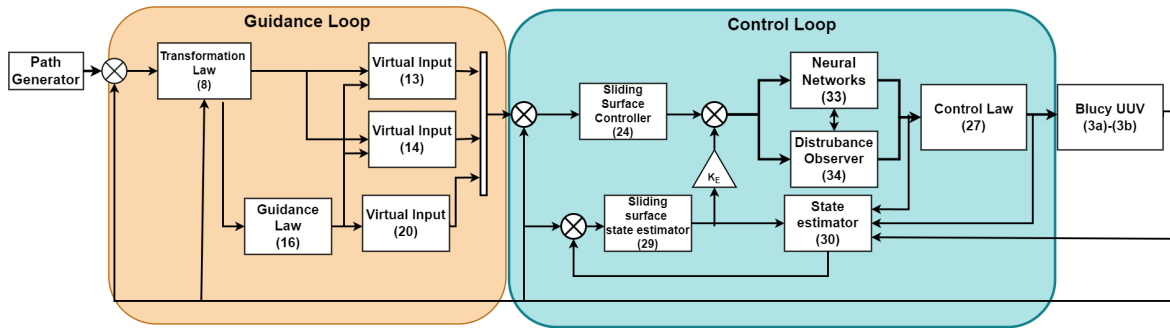 Guidance Loop
Control Loop
Path
Generator
Transformation
Law
(8)
Virtual Input
(13)
Virtual Input
(14)
Guidance
Law
(16)
Virtual Input
(20)
Sliding
Surface
Controller
(24)
Neural
Networks
(33)
Distrubance
Observer
(34)
Control Law
(27)
Blucy UUV
(3a)-(3b)
K_E
Sliding
surface
state estimator
(29)
State
estimator
(30)